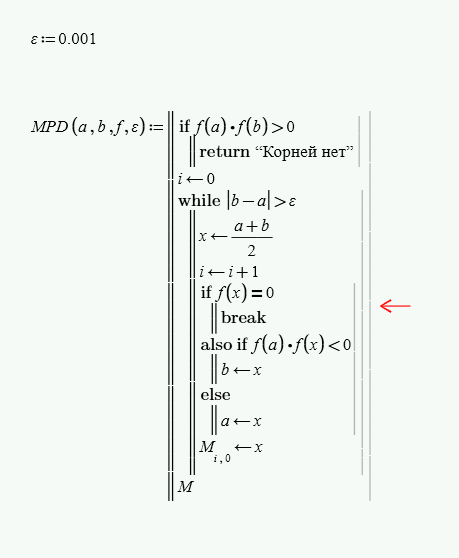 ε:=0.001
MPD(a,b,f,ε):=
if f(a)•f(b)>0
return “Корней нет”
i←0
while |b−a|>ε
x←(a+b)/2
i←i+1
if f(x)=0
break
also if f(a)•f(x)<0
b←x
else
a←x
M i,0 ←x
M